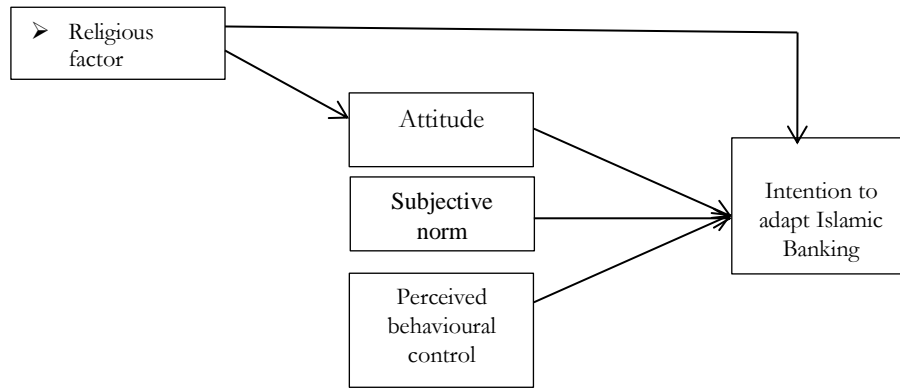 ➢ Religious
factor
Attitude
Subjective
norm
Perceived
behavioural
control
Intention to
adapt Islamic
Banking